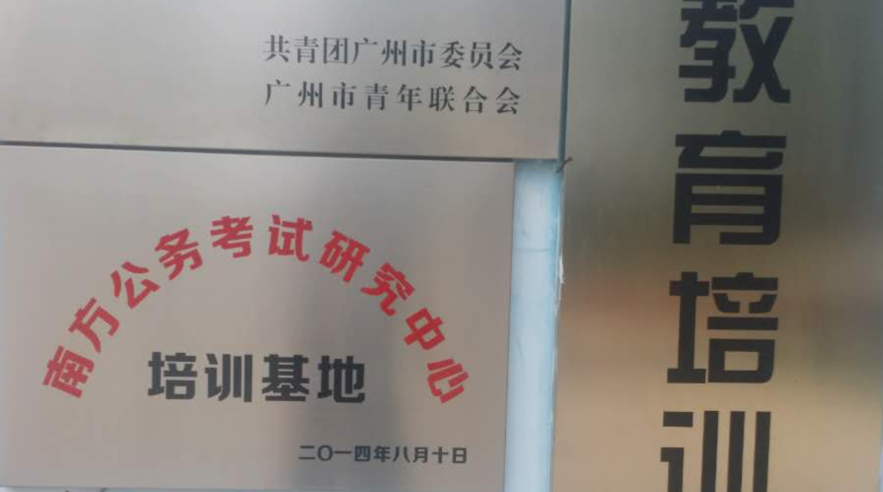 共青团广州市委员会
广州市青年联合会
南方公务考试研究中心
培训基地
二〇一四年八月十日
教育培训